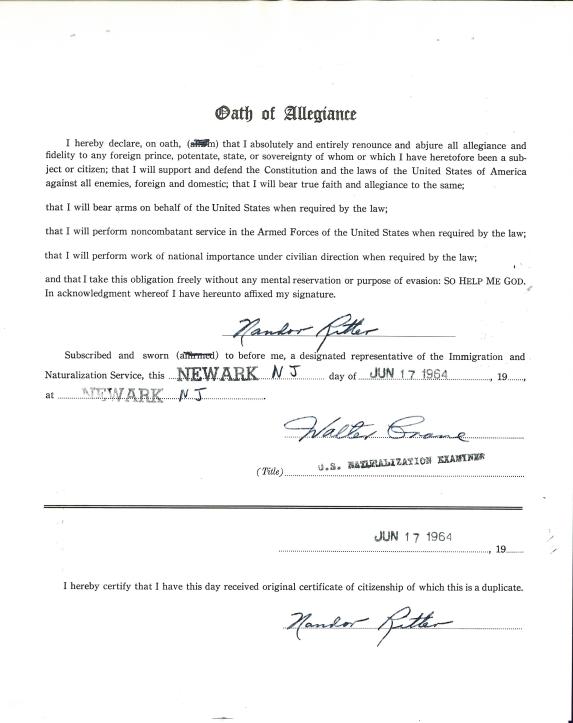 Oath of Allegiance
I hereby declare, on oath, ( ) that I absolutely and entirely renounce and abjure all allegiance and
fidelity to any foreign prince, potentate, state, or sovereignty of whom or which I have heretofore been a sub-
ject or citizen; that I will support and defend the Constitution and the laws of the United States of America
against all enemies, foreign and domestic; that I will bear true faith and allegiance to the same;
that I will bear arms on behalf of the United States when required by the law;
that I will perform noncombatant service in the Armed Forces of the United States when required by the law;
that I will perform work of national importance under civilian direction when required by the law;
and that I take this obligation freely without any mental reservation or purpose of evasion: SO HELP ME GOD.
In acknowledgment whereof I have hereunto affixed my signature.
Nandor Ritter
Subscribed and sworn (affirmed) to before me, a designated representative of the Immigration and
Naturalization Service, this NEWARK NJ day of JUN 17 1964, 19
at NEWARK NJ
Walter Crane
(Title) U.S. NATURALIZATION EXAMINER
JUN 17 1964
, 19
I hereby certify that I have this day received original certificate of citizenship of which this is a duplicate.
Nandor Ritter